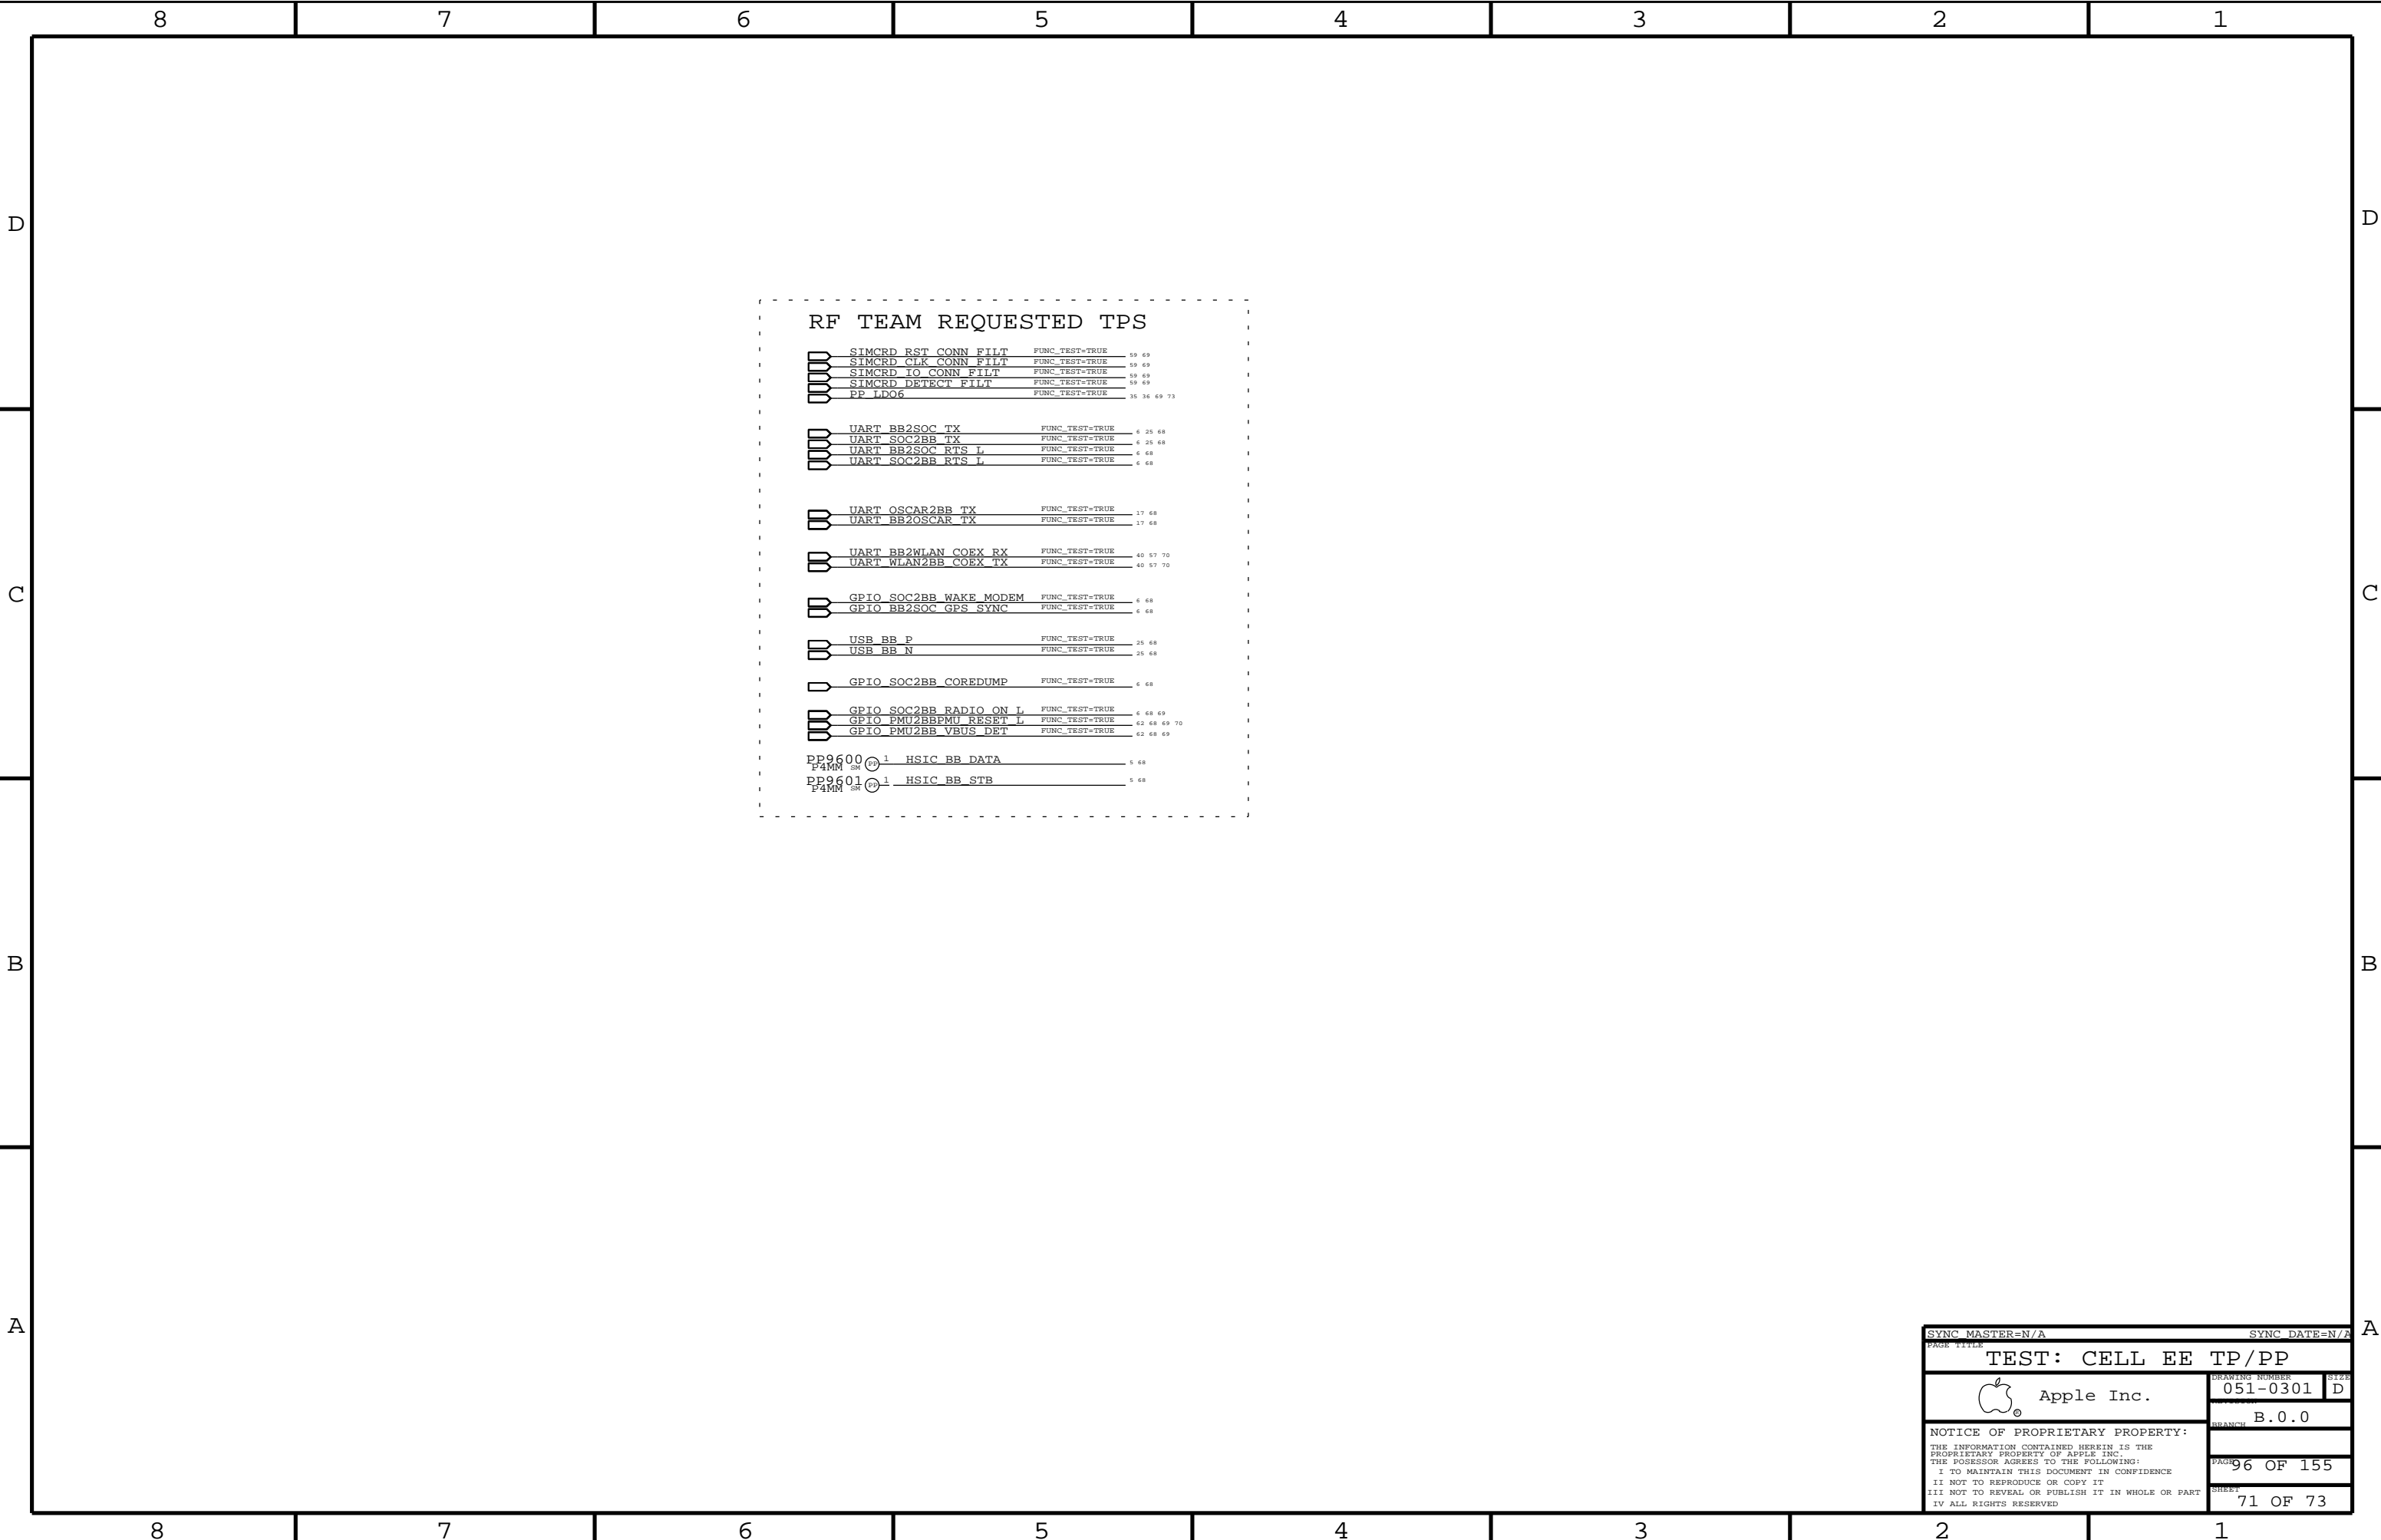 8 7 6 5 4 3 2 1
D D
RF TEAM REQUESTED TPS
SIMCRD_RST_CONN_FILT FUNC_TEST=TRUE 59 69
SIMCRD_CLK_CONN_FILT FUNC_TEST=TRUE 59 69
SIMCRD_IO_CONN_FILT FUNC_TEST=TRUE 59 69
SIMCRD_DETECT_FILT FUNC_TEST=TRUE 59 69
PP_LDO6 FUNC_TEST=TRUE 35 36 69 73
UART_BB2SOC_TX FUNC_TEST=TRUE 6 25 68
UART_SOC2BB_TX FUNC_TEST=TRUE 6 25 68
UART_BB2SOC_RTS_L FUNC_TEST=TRUE 6 68
UART_SOC2BB_RTS_L FUNC_TEST=TRUE 6 68
UART_OSCAR2BB_TX FUNC_TEST=TRUE 17 68
UART_BB2OSCAR_TX FUNC_TEST=TRUE 17 68
UART_BB2WLAN_COEX_RX FUNC_TEST=TRUE 40 57 70
UART_WLAN2BB_COEX_TX FUNC_TEST=TRUE 40 57 70
C C
GPIO_SOC2BB_WAKE_MODEM FUNC_TEST=TRUE 6 68
GPIO_BB2SOC_GPS_SYNC FUNC_TEST=TRUE 6 68
USB_BB_P FUNC_TEST=TRUE 25 68
USB_BB_N FUNC_TEST=TRUE 25 68
GPIO_SOC2BB_COREDUMP FUNC_TEST=TRUE 6 68
GPIO_SOC2BB_RADIO_ON_L FUNC_TEST=TRUE 6 68 69
GPIO_PMU2BBPMU_RESET_L FUNC_TEST=TRUE 62 68 69 70
GPIO_PMU2BB_VBUS_DET FUNC_TEST=TRUE 62 68 69
PP9600 PP 1 HSIC_BB_DATA 5 68
P4MM SM
PP9601 PP 1 HSIC_BB_STB 5 68
P4MM SM
B B
A A
SYNC_MASTER=N/A SYNC_DATE=N/A
PAGE TITLE
TEST: CELL EE TP/PP
Apple Inc.
®
DRAWING NUMBER SIZE
051-0301 D
REVISION
B.0.0
BRANCH
NOTICE OF PROPRIETARY PROPERTY:
THE INFORMATION CONTAINED HEREIN IS THE
PROPRIETARY PROPERTY OF APPLE INC.
THE POSESSOR AGREES TO THE FOLLOWING:
I TO MAINTAIN THIS DOCUMENT IN CONFIDENCE
II NOT TO REPRODUCE OR COPY IT
III NOT TO REVEAL OR PUBLISH IT IN WHOLE OR PART
IV ALL RIGHTS RESERVED
PAGE
96 OF 155
SHEET
71 OF 73
8 7 6 5 4 3 2 1